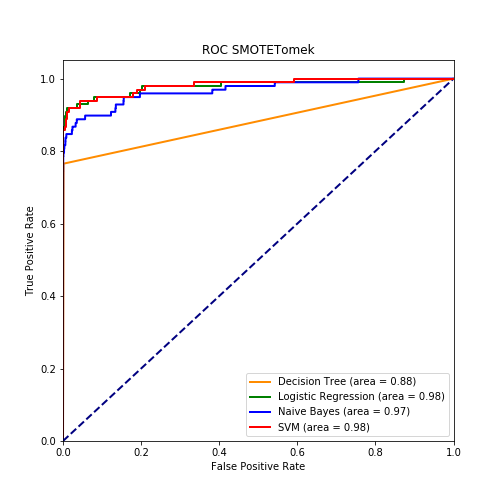 ROC SMOTETomek
True Positive Rate
1.0
0.8
0.6
0.4
0.2
0.0
0.0
0.2
0.4
0.6
0.8
1.0
False Positive Rate
Decision Tree (area = 0.88)
Logistic Regression (area = 0.98)
Naive Bayes (area = 0.97)
SVM (area = 0.98)